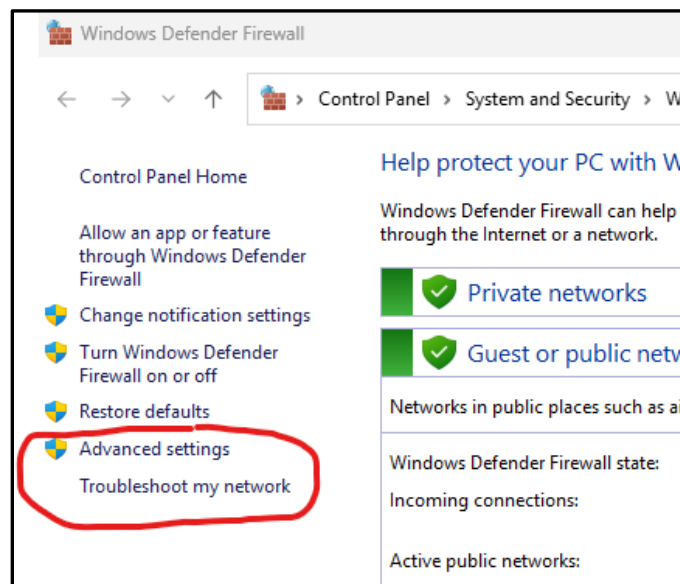 Windows Defender Firewall
Control Panel > System and Security >
Control Panel Home
Allow an app or feature
through Windows Defender
Firewall
Change notification settings
Turn Windows Defender
Firewall on or off
Restore defaults
Advanced settings
Troubleshoot my network
Help protect your PC with
Windows Defender Firewall can help
through the Internet or a network.
Private networks
Guest or public
Networks in public places such as
Windows Defender Firewall state:
Incoming connections:
Active public networks: